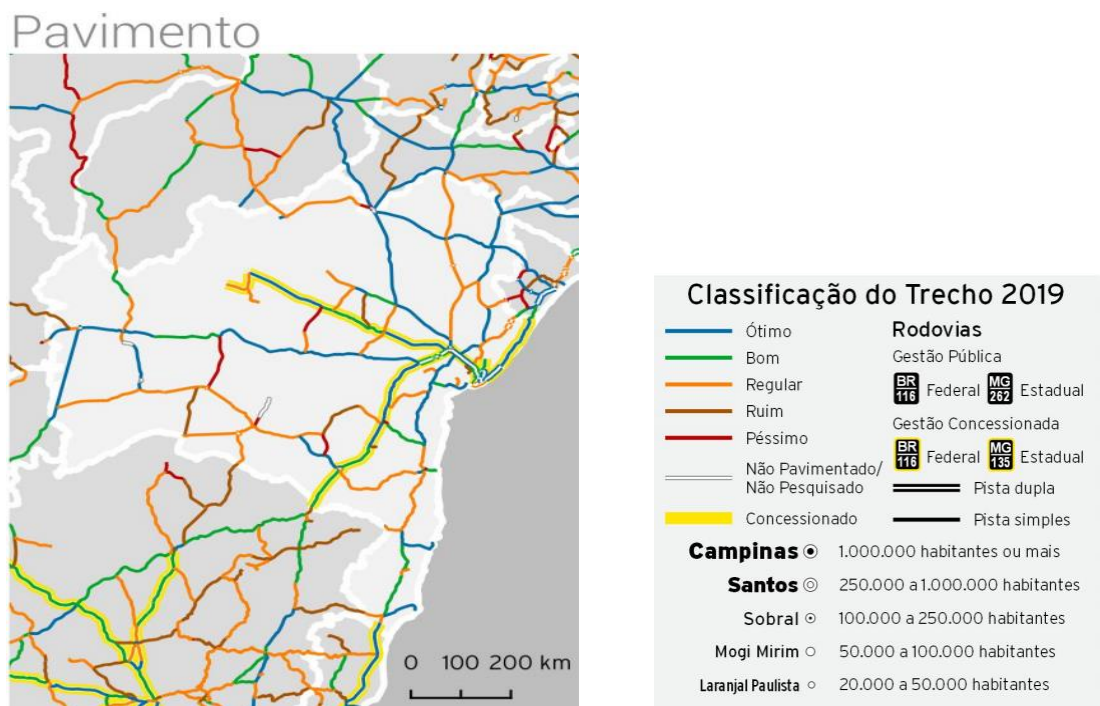 Pavimento
0 100 200 km
Classificação do Trecho 2019
Ótimo
Bom
Regular
Ruim
Péssimo
Não Pavimentado/
Não Pesquisado
Concessionado
Rodovias
Gestão Pública
BR 116 Federal MG 262 Estadual
Gestão Concessionada
BR 116 Federal MG 135 Estadual
Pista dupla
Pista simples
Campinas 1.000.000 habitantes ou mais
Santos 250.000 a 1.000.000 habitantes
Sobral 100.000 a 250.000 habitantes
Mogi Mirim 50.000 a 100.000 habitantes
Laranjal Paulista 20.000 a 50.000 habitantes